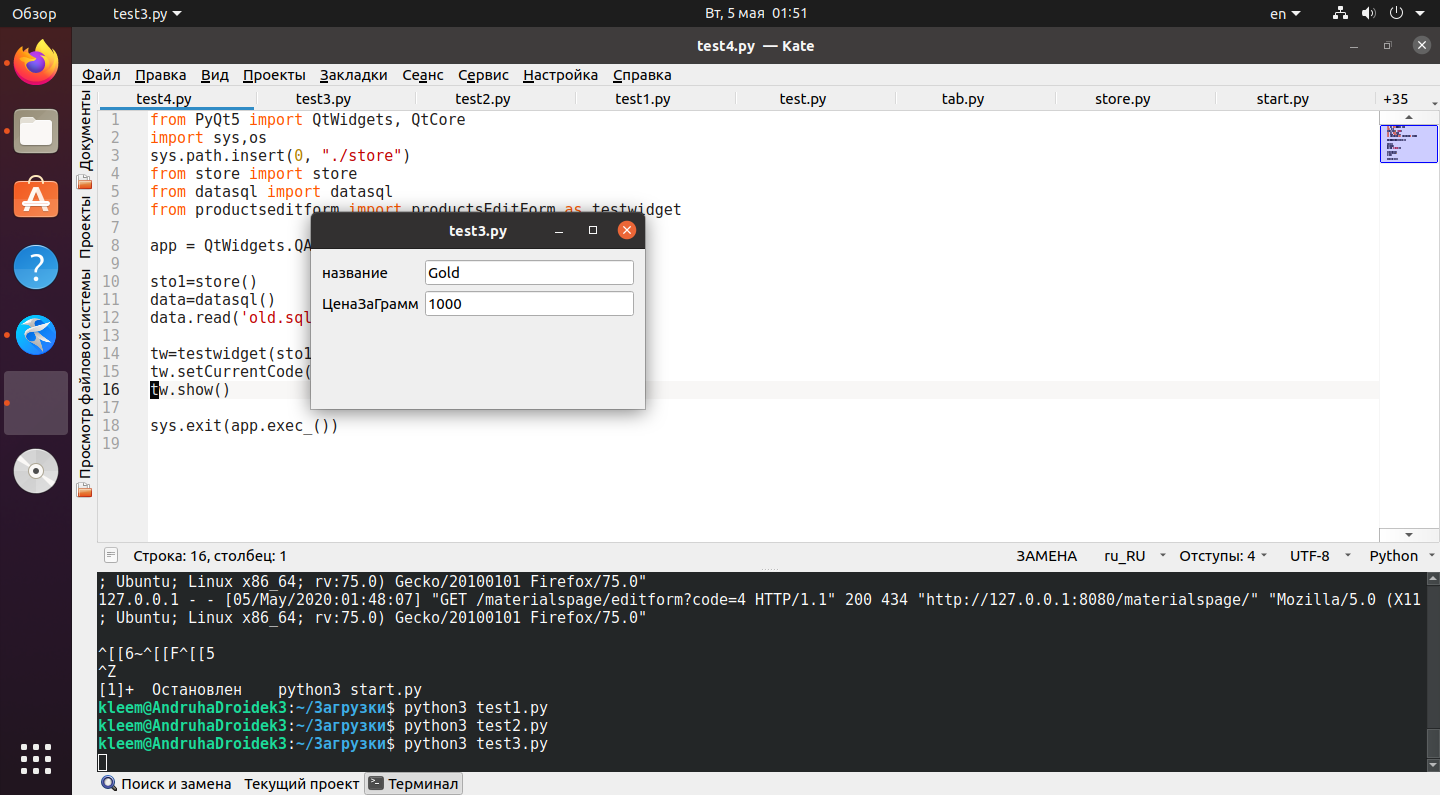 Обзор test3.py Вт, 5 мая 01:51 en
test4.py — Kate
Файл Правка Вид Проекты Закладки Сеанс Сервис Настройка Справка
test4.py test3.py test2.py test1.py test.py tab.py store.py start.py +35
Документы
Проекты
Просмотр файловой системы
1 from PyQt5 import QtWidgets, QtCore
2 import sys,os
3 sys.path.insert(0, "./store")
4 from store import store
5 from datasql import datasql
6 from productseditform import productsEditForm as testwidget
7
8 app = QtWidgets.QA
9
10 sto1=store()
11 data=datasql()
12 data.read('old.sql
13
14 tw=testwidget(sto1
15 tw.setCurrentCode(
16 tw.show()
17
18 sys.exit(app.exec_())
19
test3.py
название Gold
ЦенаЗаГрамм 1000
Строка: 16, столбец: 1 ЗАМЕНА ru_RU Отступы: 4 UTF-8 Python
; Ubuntu; Linux x86_64; rv:75.0) Gecko/20100101 Firefox/75.0"
127.0.0.1 - - [05/May/2020:01:48:07] "GET /materialspage/editform?code=4 HTTP/1.1" 200 434 "http://127.0.0.1:8080/materialspage/" "Mozilla/5.0 (X11
; Ubuntu; Linux x86_64; rv:75.0) Gecko/20100101 Firefox/75.0"
^[[6~^[[F^[[5
^Z
[1]+ Остановлен python3 start.py
kleem@AndruhaDroidek3:~/Загрузки$ python3 test1.py
kleem@AndruhaDroidek3:~/Загрузки$ python3 test2.py
kleem@AndruhaDroidek3:~/Загрузки$ python3 test3.py
Поиск и замена Текущий проект Терминал